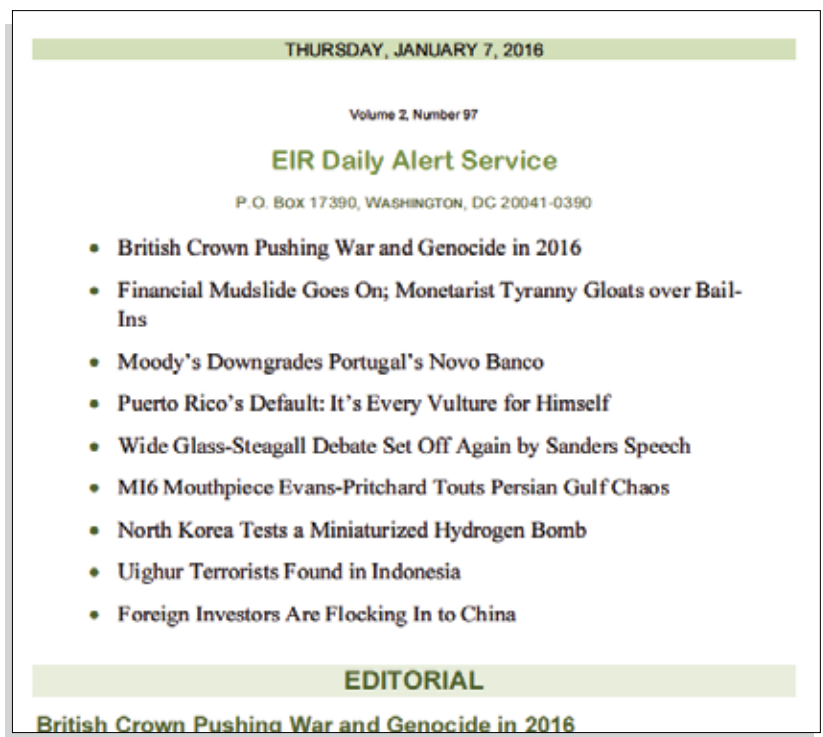 THURSDAY, JANUARY 7, 2016
Volume 2, Number 97
EIR Daily Alert Service
P.O. BOX 17390, WASHINGTON, DC 20041-0390
• British Crown Pushing War and Genocide in 2016
• Financial Mudslide Goes On; Monetarist Tyranny Gloats over Bail-
Ins
• Moody's Downgrades Portugal's Novo Banco
• Puerto Rico's Default: It's Every Vulture for Himself
• Wide Glass-Steagall Debate Set Off Again by Sanders Speech
• MI6 Mouthpiece Evans-Pritchard Touts Persian Gulf Chaos
• North Korea Tests a Miniaturized Hydrogen Bomb
• Uighur Terrorists Found in Indonesia
• Foreign Investors Are Flocking In to China
EDITORIAL
British Crown Pushing War and Genocide in 2016